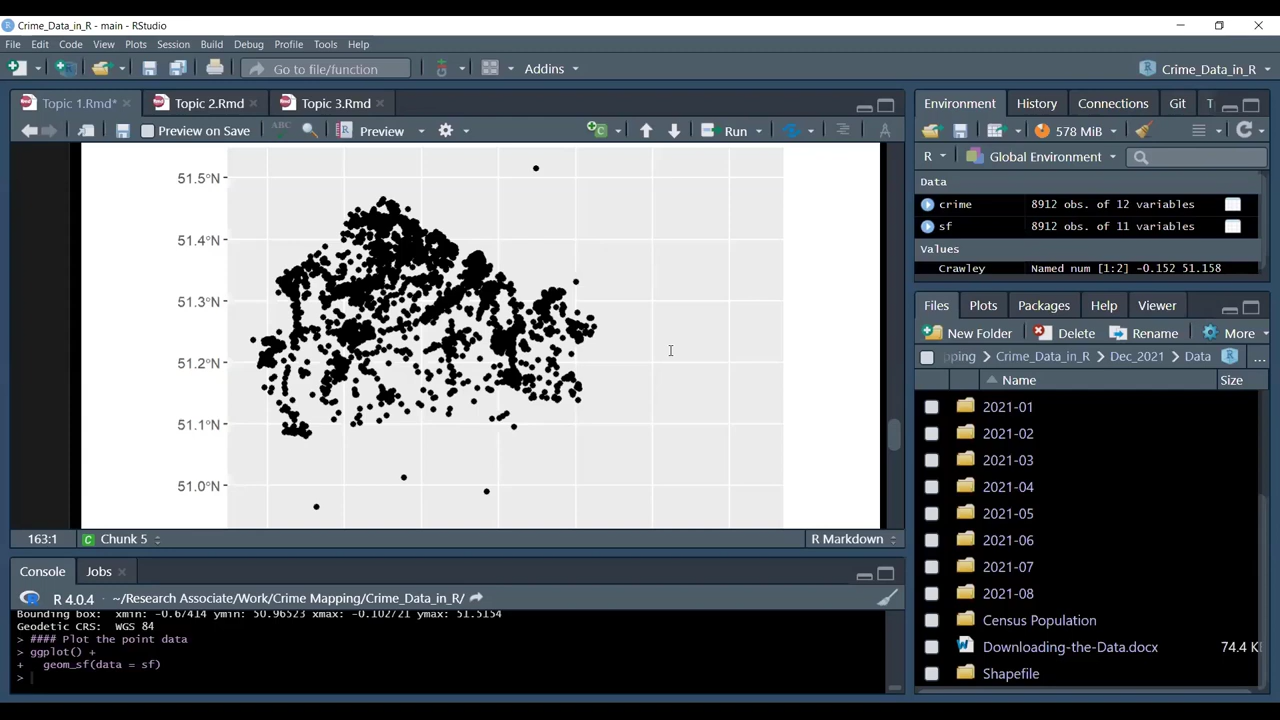 Crime_Data_in_R - main - RStudio
File Edit Code View Plots Session Build Debug Profile Tools Help
Go to file/function Addins Crime_Data_in_R
Topic 1.Rmd* Topic 2.Rmd Topic 3.Rmd
Preview on Save ABC Preview Run
51.5°N
51.4°N
51.3°N
51.2°N
51.1°N
51.0°N
163:1 Chunk 5 R Markdown
Console Jobs
R 4.0.4 · ~/Research Associate/Work/Crime Mapping/Crime_Data_in_R/
Bounding box: xmin: -0.67414 ymin: 50.96523 xmax: -0.102721 ymax: 51.5154
Geodetic CRS: WGS 84
> #### Plot the point data
> ggplot() +
+ geom_sf(data = sf)
>
Environment History Connections Git T
578 MiB
R Global Environment
Data
crime 8912 obs. of 12 variables
sf 8912 obs. of 11 variables
Values
Crawley Named num [1:2] -0.152 51.158
Files Plots Packages Help Viewer
New Folder Delete Rename More
pping Crime_Data_in_R Dec_2021 Data ...
Name Size
2021-01
2021-02
2021-03
2021-04
2021-05
2021-06
2021-07
2021-08
Census Population
Downloading-the-Data.docx 74.4 K
Shapefile